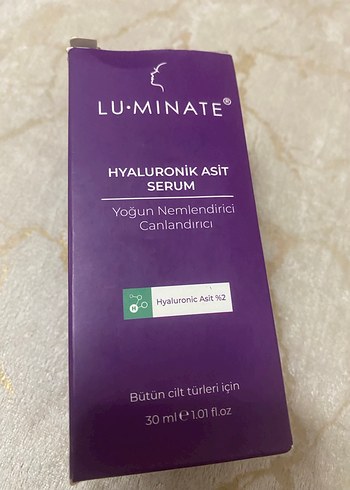 LU·MINATE®
HYALURONİK ASİT
SERUM
Yoğun Nemlendirici
Canlandırıcı
H
Hyaluronic Asit %2
Bütün cilt türleri için
30 ml ℮ 1.01 fl.oz